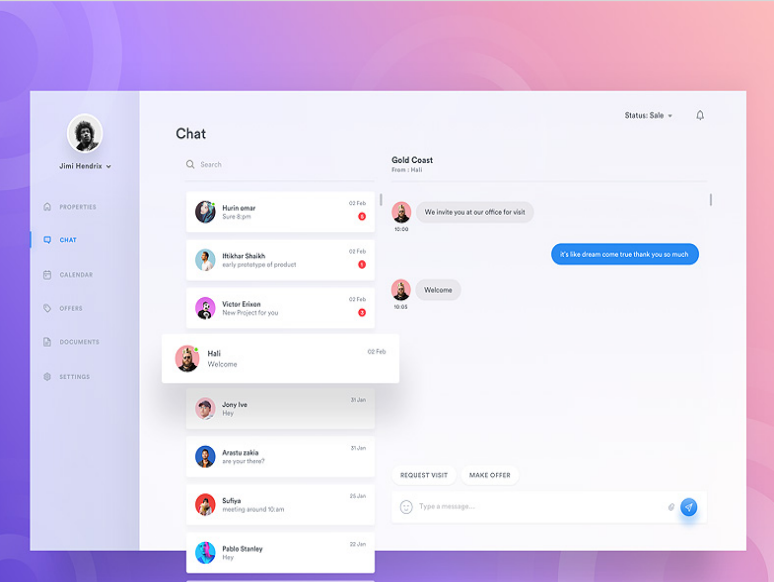 Status: Sale
Chat
Jimi Hendrix
Search
Gold Coast
From : Hali
PROPERTIES
CHAT
CALENDAR
OFFERS
DOCUMENTS
SETTINGS
Hurin omar
02 Feb
Sure 8:pm
Iftikhar Shaikh
02 Feb
early prototype of product
1
Victor Erixon
02 Feb
New Project for you
3
Hali
02 Feb
Welcome
Jony Ive
31 Jan
Hey
Arastu zakia
31 Jan
are your there?
Sufiya
25 Jan
meeting around 10:am
Pablo Stanley
22 Jan
Hey
We invite you at our office for visit
10:00
it's like dream come true thank you so much
Welcome
10:05
REQUEST VISIT
MAKE OFFER
Type a message...